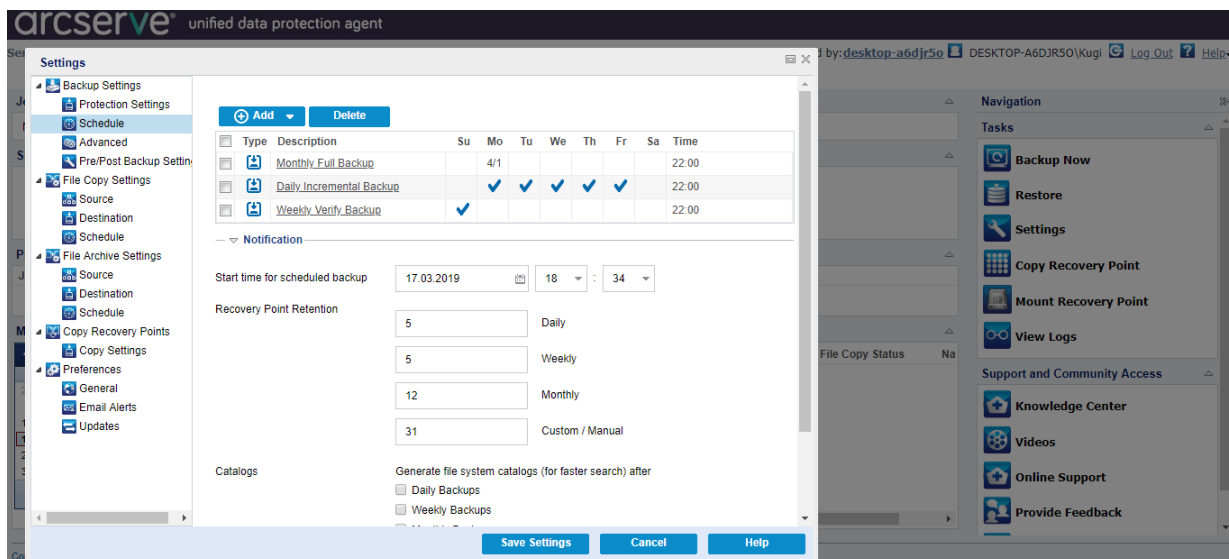 arcserve® unified data protection agent
d by: desktop-a6djr5o DESKTOP-A6DJR5O\Kugi Log Out Help
Settings
Backup Settings
Protection Settings
Schedule
Advanced
Pre/Post Backup Settin
File Copy Settings
Source
Destination
Schedule
File Archive Settings
Source
Destination
Schedule
Copy Recovery Points
Copy Settings
Preferences
General
Email Alerts
Updates
Add Delete
Type Description Su Mo Tu We Th Fr Sa Time
Monthly Full Backup 4/1 22:00
Daily Incremental Backup 22:00
Weekly Verify Backup 22:00
Notification
Start time for scheduled backup 17.03.2019 18 : 34
Recovery Point Retention
5 Daily
5 Weekly
12 Monthly
31 Custom / Manual
Catalogs Generate file system catalogs (for faster search) after
Daily Backups
Weekly Backups
Save Settings Cancel Help
File Copy Status Na
Navigation
Tasks
Backup Now
Restore
Settings
Copy Recovery Point
Mount Recovery Point
View Logs
Support and Community Access
Knowledge Center
Videos
Online Support
Provide Feedback